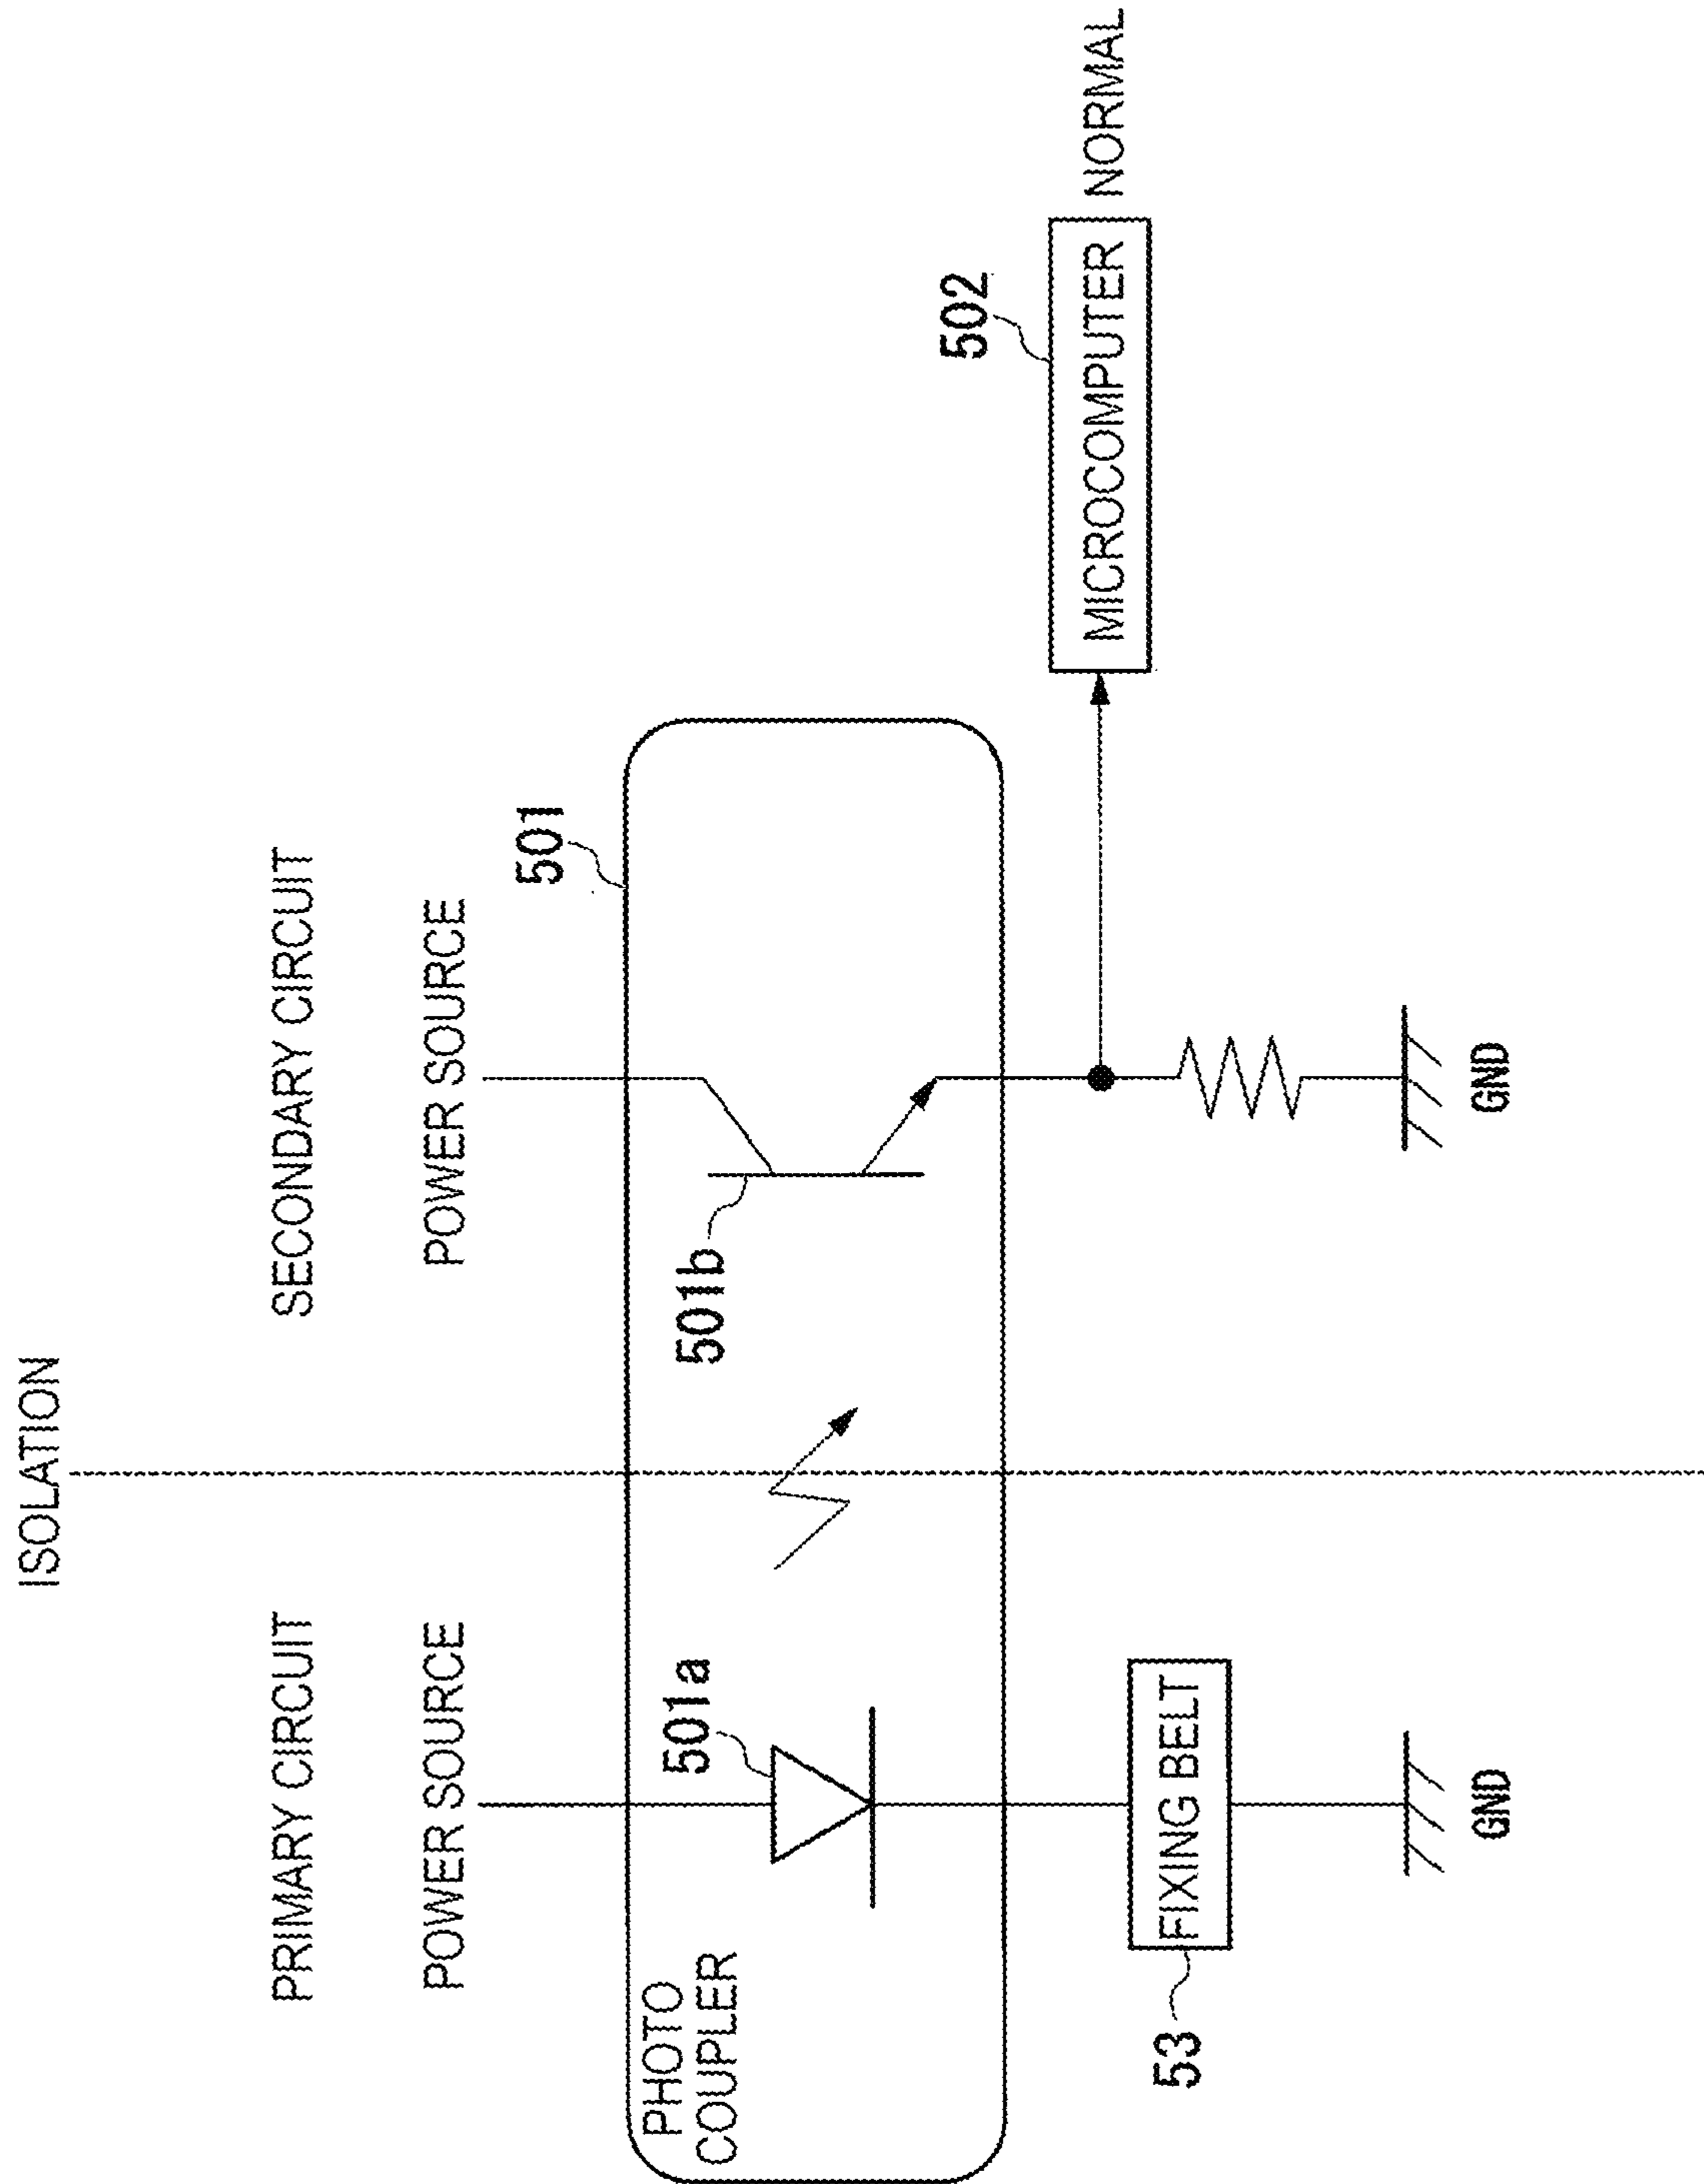 ISOLATION
PRIMARY CIRCUIT
SECONDARY CIRCUIT
POWER SOURCE
POWER SOURCE
501
PHOTO
COUPLER
501a
501b
502
FIXING BELT
53
MICROCOMPUTER
NORMAL
GND
GND